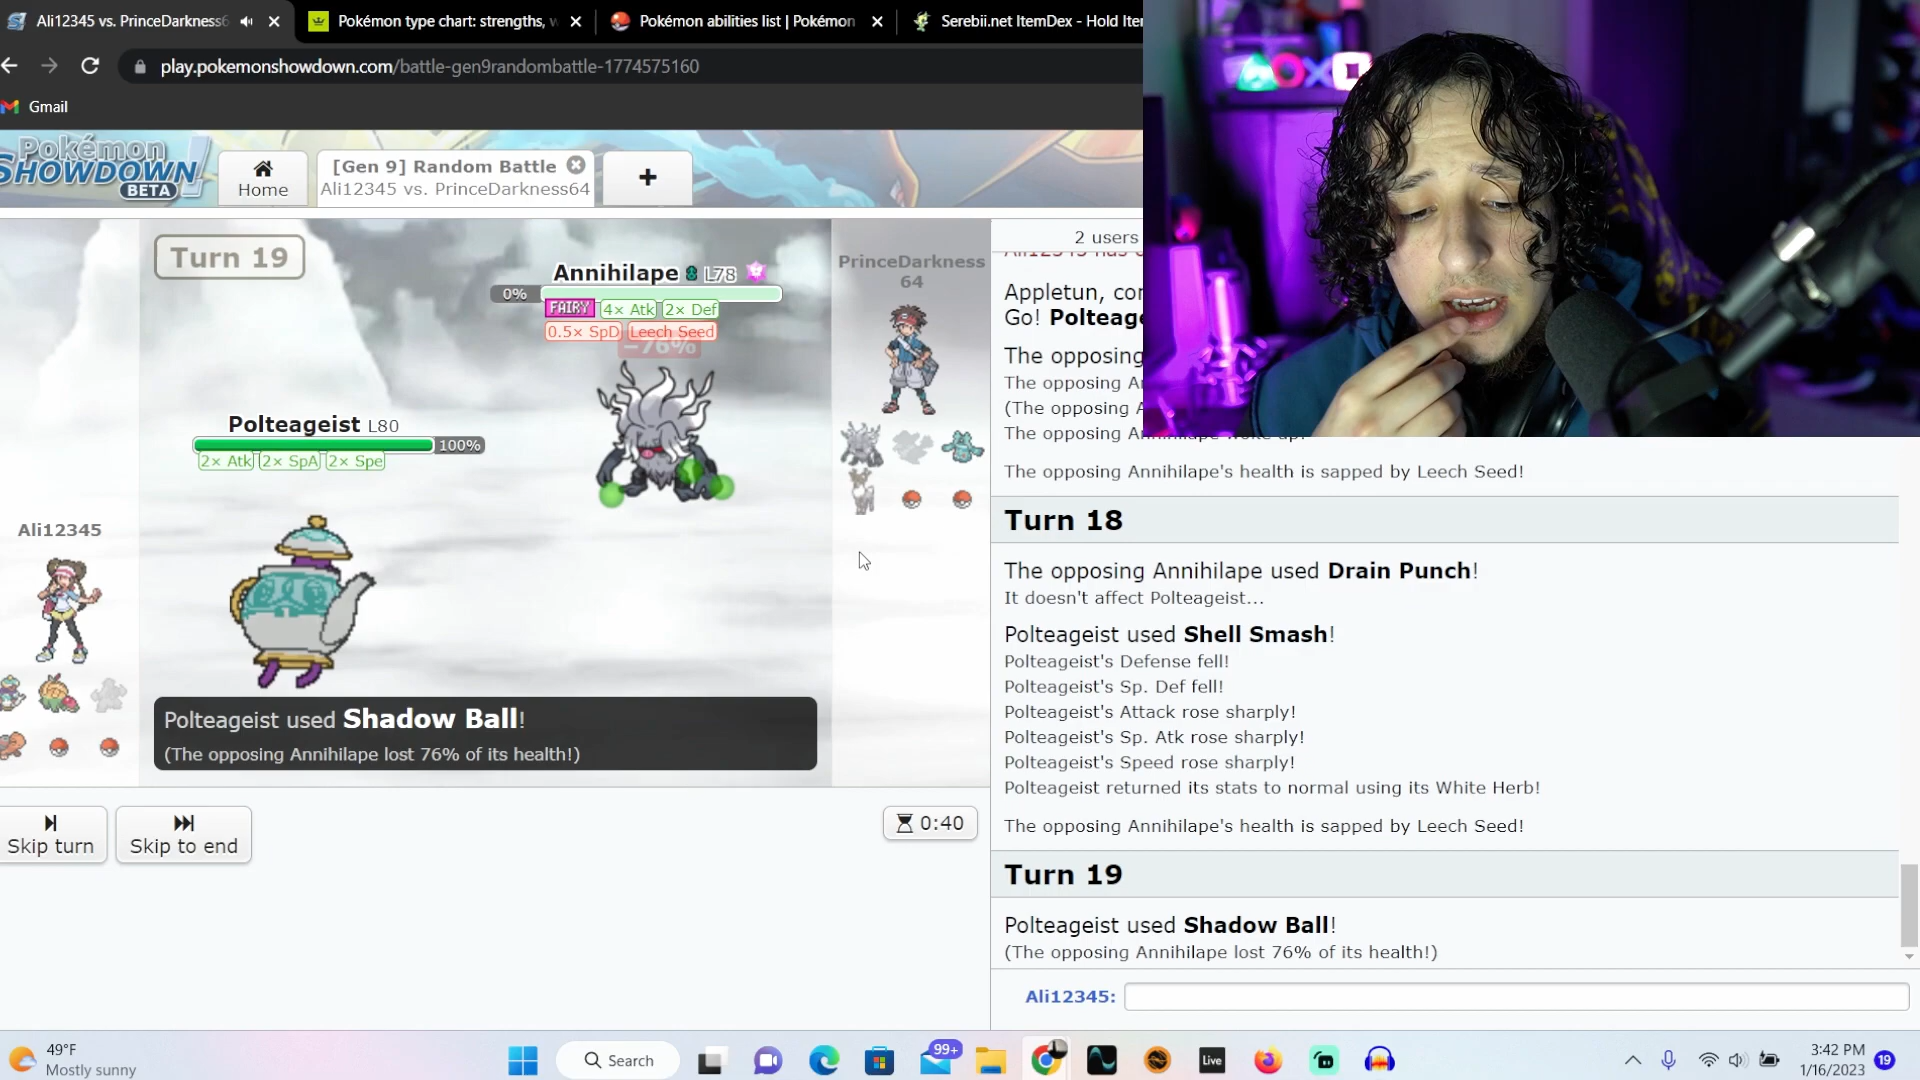 Ali12345 vs. PrinceDarkness6
Pokémon type chart: strengths, w
Pokémon abilities list | Pokémon
Serebii.net ItemDex - Hold Ite
play.pokemonshowdown.com/battle-gen9randombattle-1774575160
Gmail
Pokémon
SHOWDOWN!
BETA
Home
[Gen 9] Random Battle
Ali12345 vs. PrinceDarkness64
+
Turn 19
Annihilape L78
0%
FAIRY 4× Atk 2× Def
0.5× SpD Leech Seed
−76%
Polteageist L80
100%
2× Atk 2× SpA 2× Spe
Ali12345
PrinceDarkness
64
Polteageist used Shadow Ball!
(The opposing Annihilape lost 76% of its health!)
Skip turn
Skip to end
0:40
2 users
Appletun, co
Go! Polteage
The opposing
The opposing A
(The opposing A
The opposing An
The opposing Annihilape's health is sapped by Leech Seed!
Turn 18
The opposing Annihilape used Drain Punch!
It doesn't affect Polteageist...
Polteageist used Shell Smash!
Polteageist's Defense fell!
Polteageist's Sp. Def fell!
Polteageist's Attack rose sharply!
Polteageist's Sp. Atk rose sharply!
Polteageist's Speed rose sharply!
Polteageist returned its stats to normal using its White Herb!
The opposing Annihilape's health is sapped by Leech Seed!
Turn 19
Polteageist used Shadow Ball!
(The opposing Annihilape lost 76% of its health!)
Ali12345:
49°F
Mostly sunny
Search
99+
Live
3:42 PM
1/16/2023
19